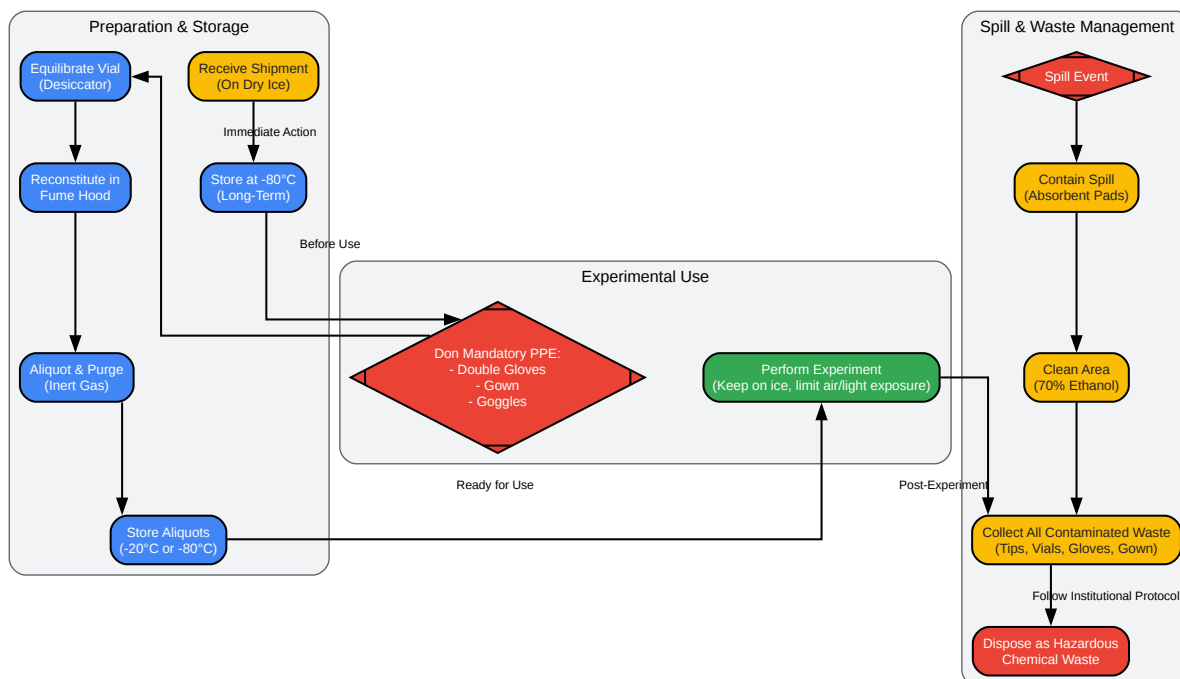 Preparation & Storage
Equilibrate Vial
(Desiccator)
Receive Shipment
(On Dry Ice)
Immediate Action
Reconstitute in
Fume Hood
Store at -80°C
(Long-Term)
Before Use
Aliquot & Purge
(Inert Gas)
Store Aliquots
(-20°C or -80°C)
Experimental Use
Don Mandatory PPE:
- Double Gloves
- Gown
- Goggles
Perform Experiment
(Keep on ice, limit air/light exposure)
Ready for Use
Post-Experiment
Spill & Waste Management
Spill Event
Contain Spill
(Absorbent Pads)
Clean Area
(70% Ethanol)
Collect All Contaminated Waste
(Tips, Vials, Gloves, Gown)
Follow Institutional Protocol
Dispose as Hazardous
Chemical Waste